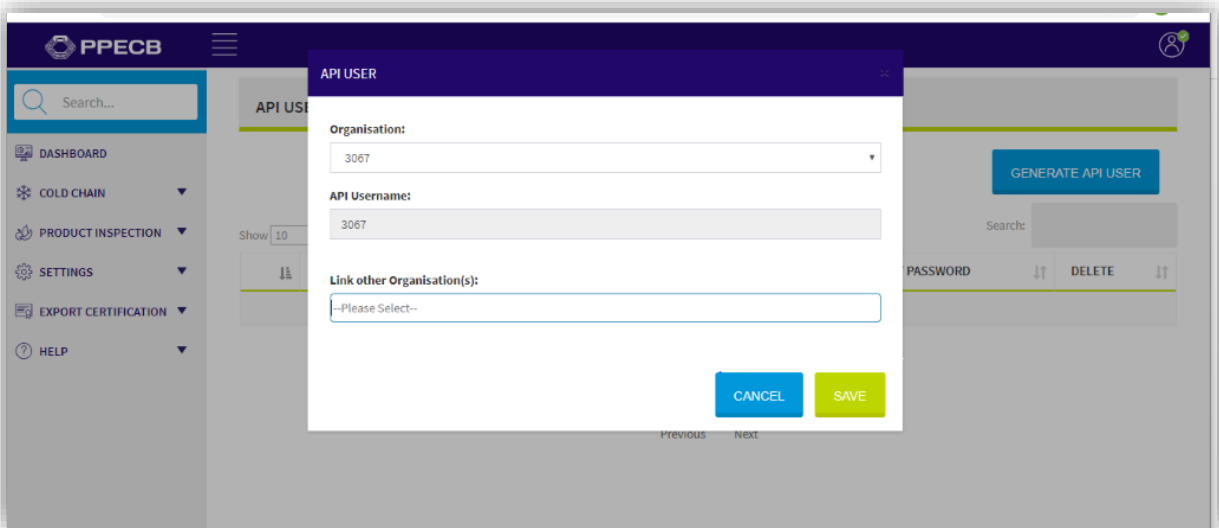 PPECB
Search...
DASHBOARD
COLD CHAIN
PRODUCT INSPECTION
SETTINGS
EXPORT CERTIFICATION
HELP
API USE
GENERATE API USER
Show 10
Search:
PASSWORD
DELETE
Previous Next
API USER
Organisation:
3067
API Username:
3067
Link other Organisation(s):
--Please Select--
CANCEL SAVE